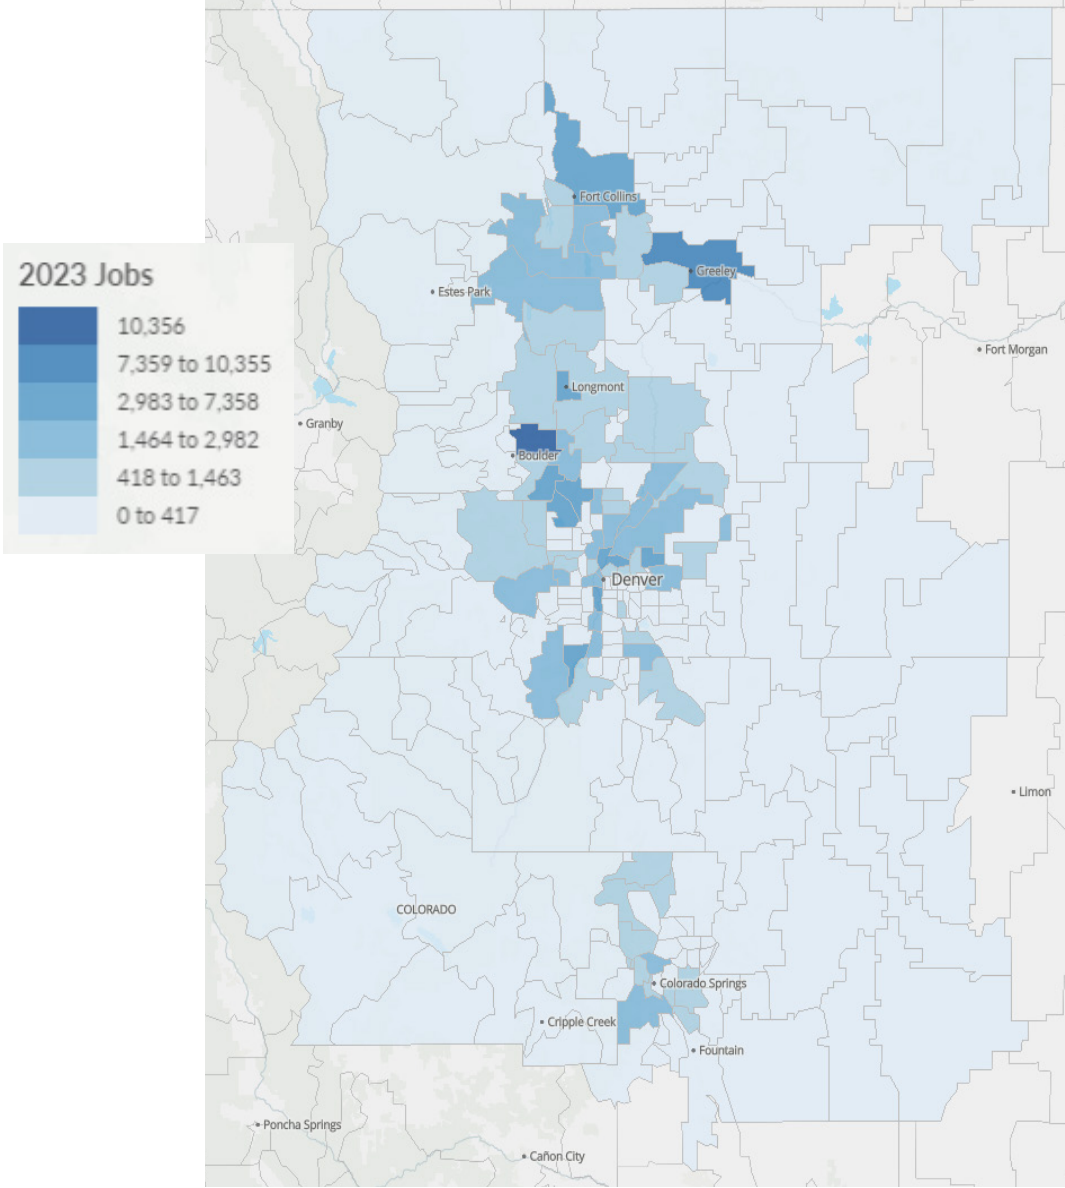 Fort Collins
2023 Jobs
Greeley
Estes Park
10,356
Fort Morgan
7,359 to 10,355
Longmont
2,983 to 7,358
Granby
1,464 to 2,982
Boulder
418 to 1,463
0 to 417
Denver
Limon
COLORADO
Colorado Springs
Cripple Creek
Fountain
Poncha Springs
Cañon City